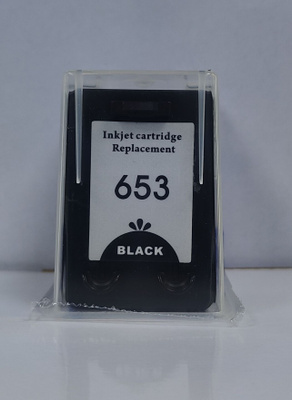 Inkjet cartridge
Replacement
653
BLACK